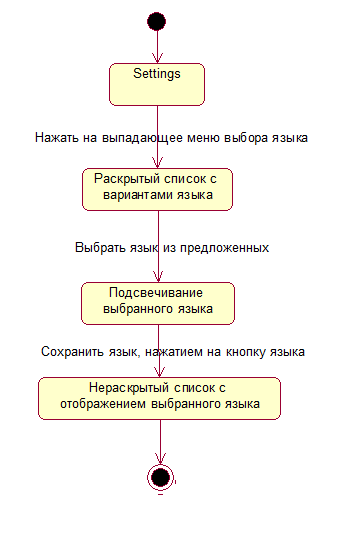 Settings
Нажать на выпадающее меню выбора языка
Раскрытый список с
вариантами языка
Выбрать язык из предложенных
Подсвечивание
выбранного языка
Сохранить язык, нажатием на кнопку языка
Нераскрытый список с
отображением выбранного языка